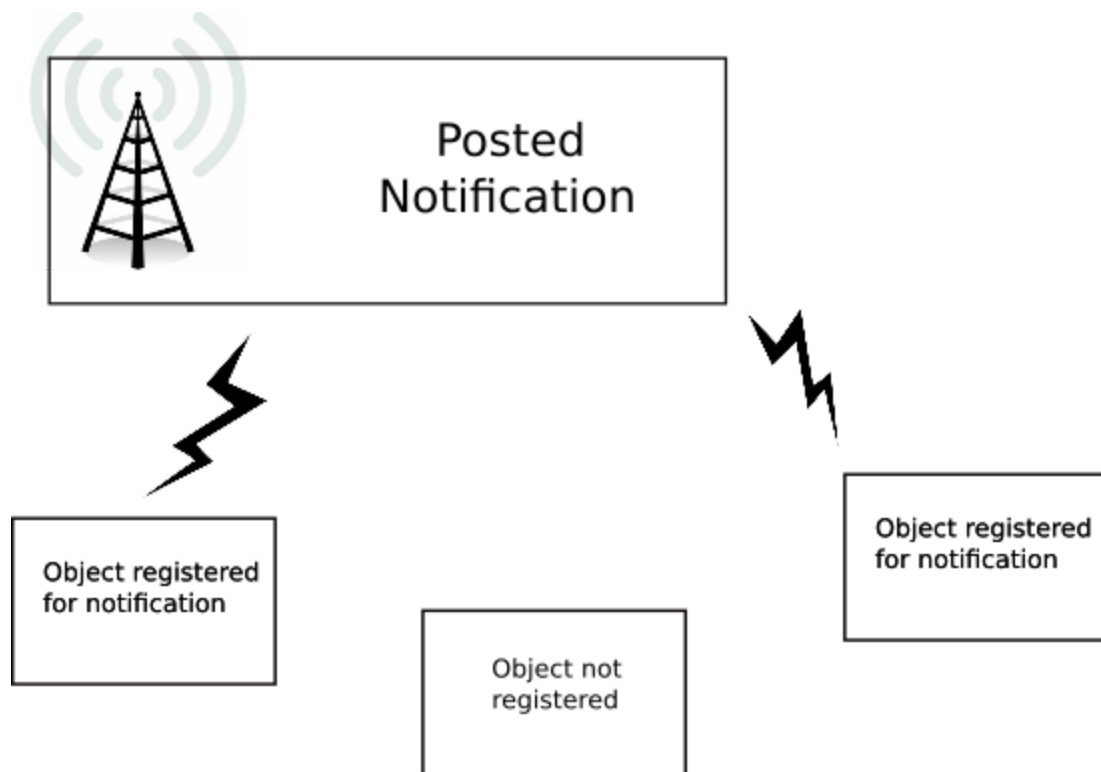 Posted
Notification
Object registered
for notification
Object registered
for notification
Object not
registered